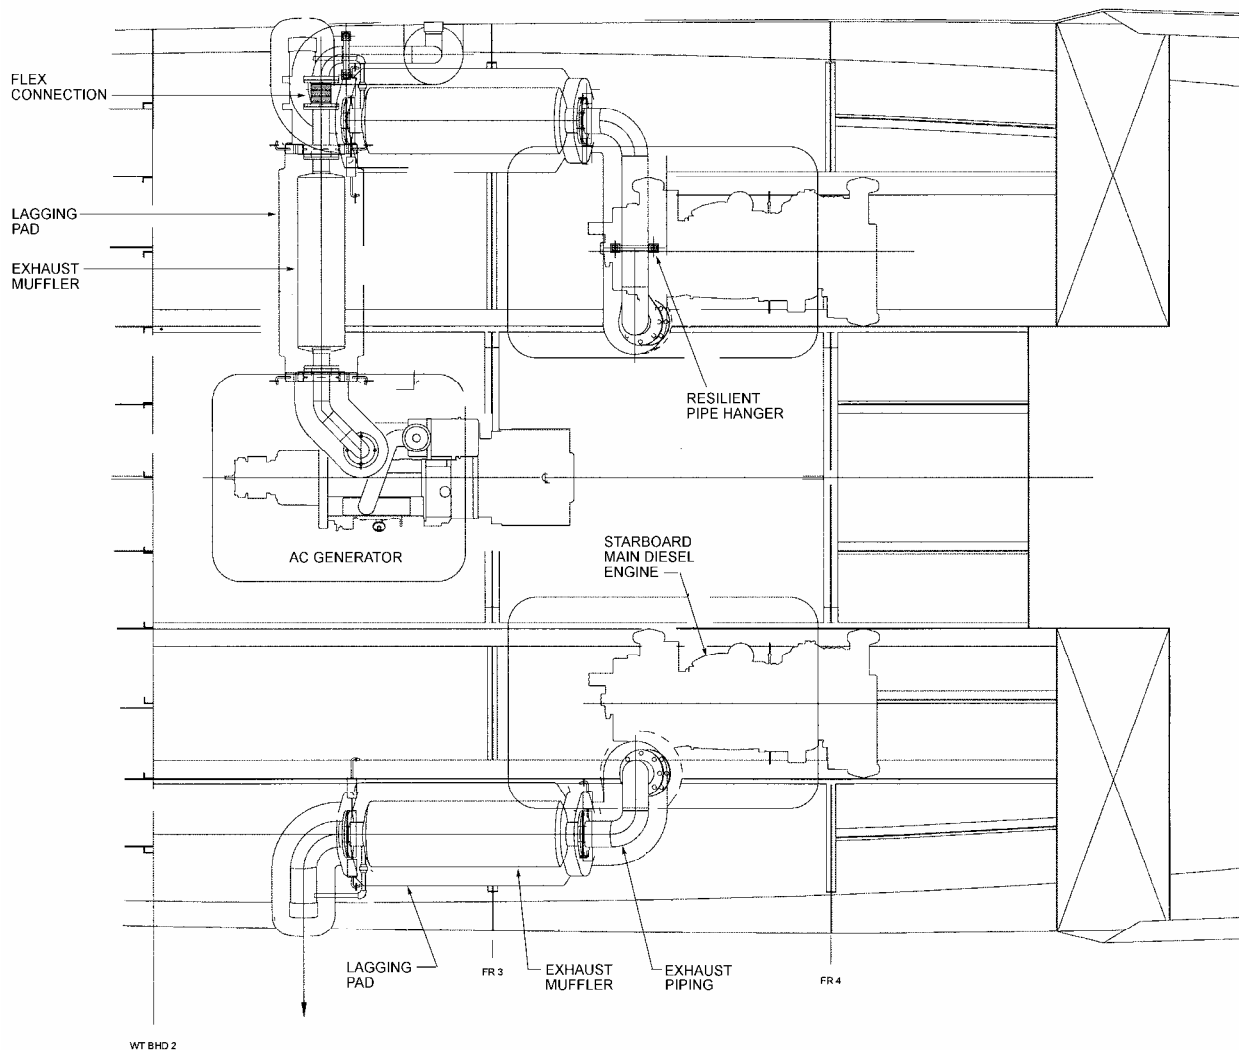 FLEX
CONNECTION
LAGGING
PAD
EXHAUST
MUFFLER
RESILIENT
PIPE HANGER
AC GENERATOR
STARBOARD
MAIN DIESEL
ENGINE
LAGGING
PAD
FR 3
EXHAUST
MUFFLER
EXHAUST
PIPING
FR 4
WT BHD 2